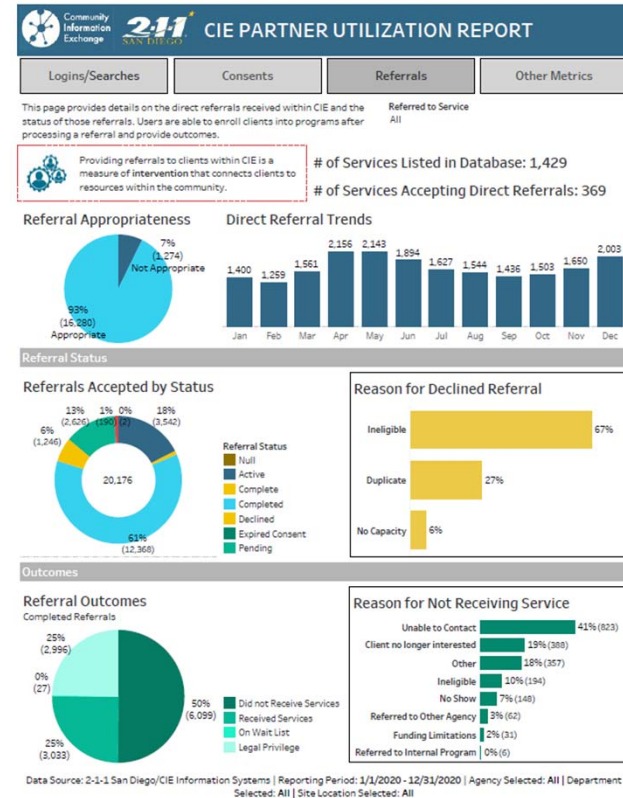 Community
Information
Exchange
2-1-1
SAN DIEGO
CIE PARTNER UTILIZATION REPORT
Logins/Searches
Consents
Referrals
Other Metrics
This page provides details on the direct referrals received within CIE and the
status of those referrals. Users are able to enroll clients into programs after
processing a referral and provide outcomes.
Referred to Service
All
Providing referrals to clients within CIE is a
measure of intervention that connects clients to
resources within the community.
# of Services Listed in Database: 1,429
# of Services Accepting Direct Referrals: 369
Referral Appropriateness
7%
(1,274)
Not Appropriate
93%
(16,280)
Appropriate
Direct Referral Trends
1,400 1,259 1,561 2,156 2,143 1,894 1,627 1,544 1,436 1,503 1,650 2,003
Jan Feb Mar Apr May Jun Jul Aug Sep Oct Nov Dec
Referral Status
Referrals Accepted by Status
13%
(2,626)
1%
(190)
0%
(2)
18%
(3,542)
6%
(1,246)
20,176
61%
(12,368)
Referral Status
Null
Active
Complete
Completed
Declined
Expired Consent
Pending
Reason for Declined Referral
Ineligible 67%
Duplicate 27%
No Capacity 6%
Outcomes
Referral Outcomes
Completed Referrals
25%
(2,996)
0%
(27)
25%
(3,033)
50%
(6,099)
Did not Receive Services
Received Services
On Wait List
Legal Privilege
Reason for Not Receiving Service
Unable to Contact 41% (823)
Client no longer interested 19% (388)
Other 18% (357)
Ineligible 10% (194)
No Show 7% (148)
Referred to Other Agency 3% (62)
Funding Limitations 2% (31)
Referred to Internal Program 0% (6)
Data Source: 2-1-1 San Diego/CIE Information Systems | Reporting Period: 1/1/2020 - 12/31/2020 | Agency Selected: All | Department
Selected: All | Site Location Selected: All